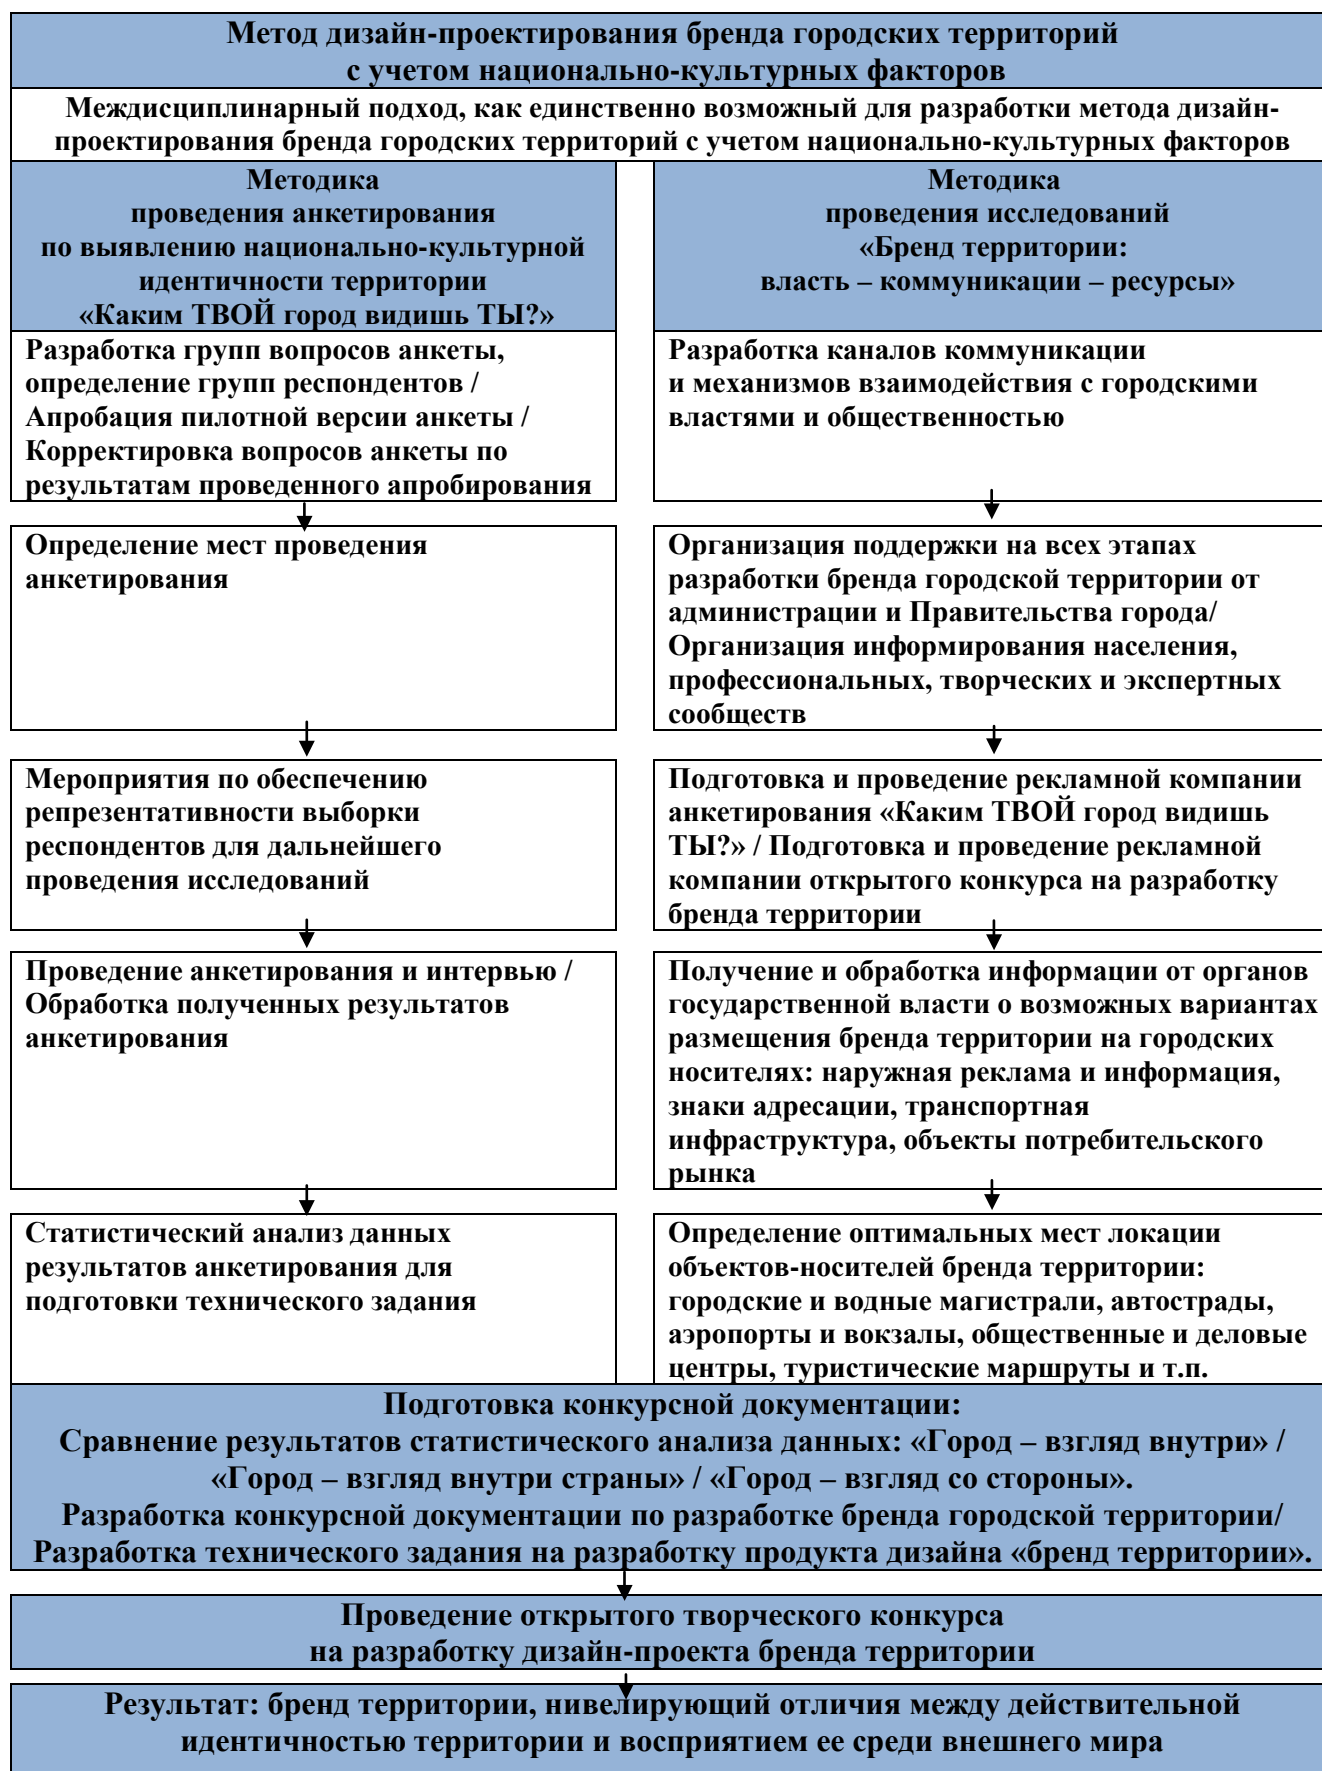 Метод дизайн-проектирования бренда городских территорий
с учетом национально-культурных факторов
Междисциплинарный подход, как единственно возможный для разработки метода дизайн-
проектирования бренда городских территорий с учетом национально-культурных факторов
Методика
проведения анкетирования
по выявлению национально-культурной
идентичности территории
«Каким ТВОЙ город видишь ТЫ?»
Разработка групп вопросов анкеты,
определение групп респондентов /
Апробация пилотной версии анкеты /
Корректировка вопросов анкеты по
результатам проведенного апробирования
Определение мест проведения
анкетирования
Мероприятия по обеспечению
репрезентативности выборки
респондентов для дальнейшего
проведения исследований
Проведение анкетирования и интервью /
Обработка полученных результатов
анкетирования
Статистический анализ данных
результатов анкетирования для
подготовки технического задания
Методика
проведения исследований
«Бренд территории:
власть – коммуникации – ресурсы»
Разработка каналов коммуникации
и механизмов взаимодействия с городскими
властями и общественностью
Организация поддержки на всех этапах
разработки бренда городской территории от
администрации и Правительства города/
Организация информирования населения,
профессиональных, творческих и экспертных
сообществ
Подготовка и проведение рекламной компании
анкетирования «Каким ТВОЙ город видишь
ТЫ?» / Подготовка и проведение рекламной
компании открытого конкурса на разработку
бренда территории
Получение и обработка информации от органов
государственной власти о возможных вариантах
размещения бренда территории на городских
носителях: наружная реклама и информация,
знаки адресации, транспортная
инфраструктура, объекты потребительского
рынка
Определение оптимальных мест локации
объектов-носителей бренда территории:
городские и водные магистрали, автострады,
аэропорты и вокзалы, общественные и деловые
центры, туристические маршруты и т.п.
Подготовка конкурсной документации:
Сравнение результатов статистического анализа данных: «Город – взгляд внутри» /
«Город – взгляд внутри страны» / «Город – взгляд со стороны».
Разработка конкурсной документации по разработке бренда городской территории/
Разработка технического задания на разработку продукта дизайна «бренд территории».
Проведение открытого творческого конкурса
на разработку дизайн-проекта бренда территории
Результат: бренд территории, нивелирующий отличия между действительной
идентичностью территории и восприятием ее среди внешнего мира